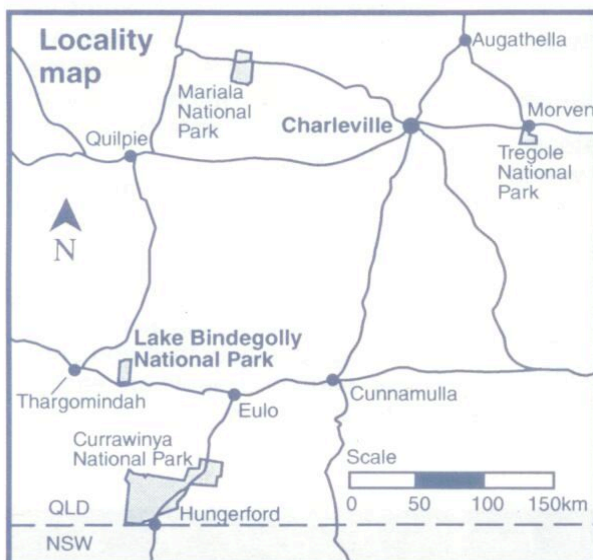 Locality
map
Augathella
Mariala
National
Park
Charleville
Morven
Quilpie
Tregole
National
Park
N
Lake Bindegolly
National Park
Thargomindah
Eulo
Cunnamulla
Currawinya
National Park
Scale
0 50 100 150km
QLD
Hungerford
NSW